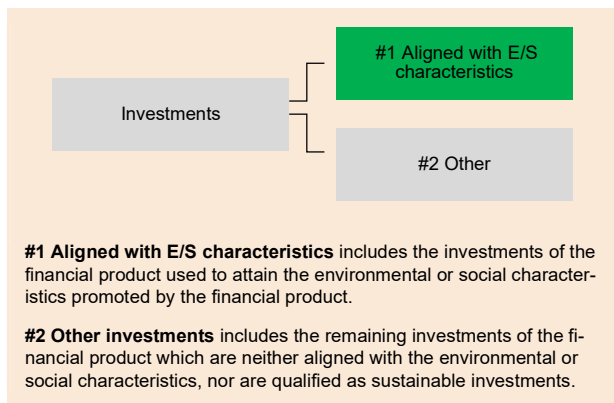 #1 Aligned with E/S
characteristics
Investments
#2 Other
#1 Aligned with E/S characteristics includes the investments of the
financial product used to attain the environmental or social character-
istics promoted by the financial product.
#2 Other investments includes the remaining investments of the fi-
nancial product which are neither aligned with the environmental or
social characteristics, nor are qualified as sustainable investments.